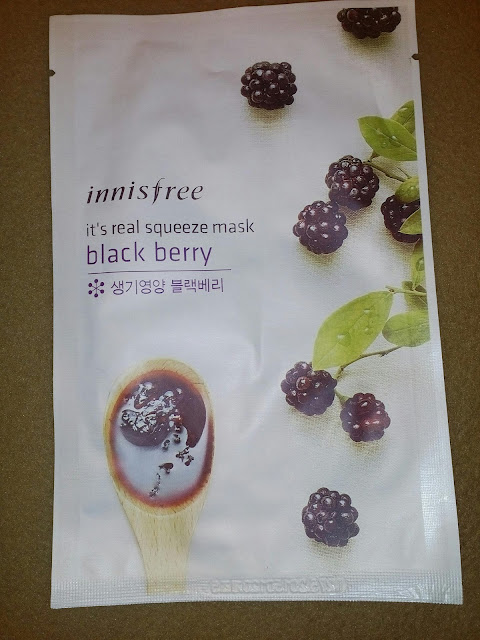 innisfree
it's real squeeze mask
black berry
생기영양 블랙베리